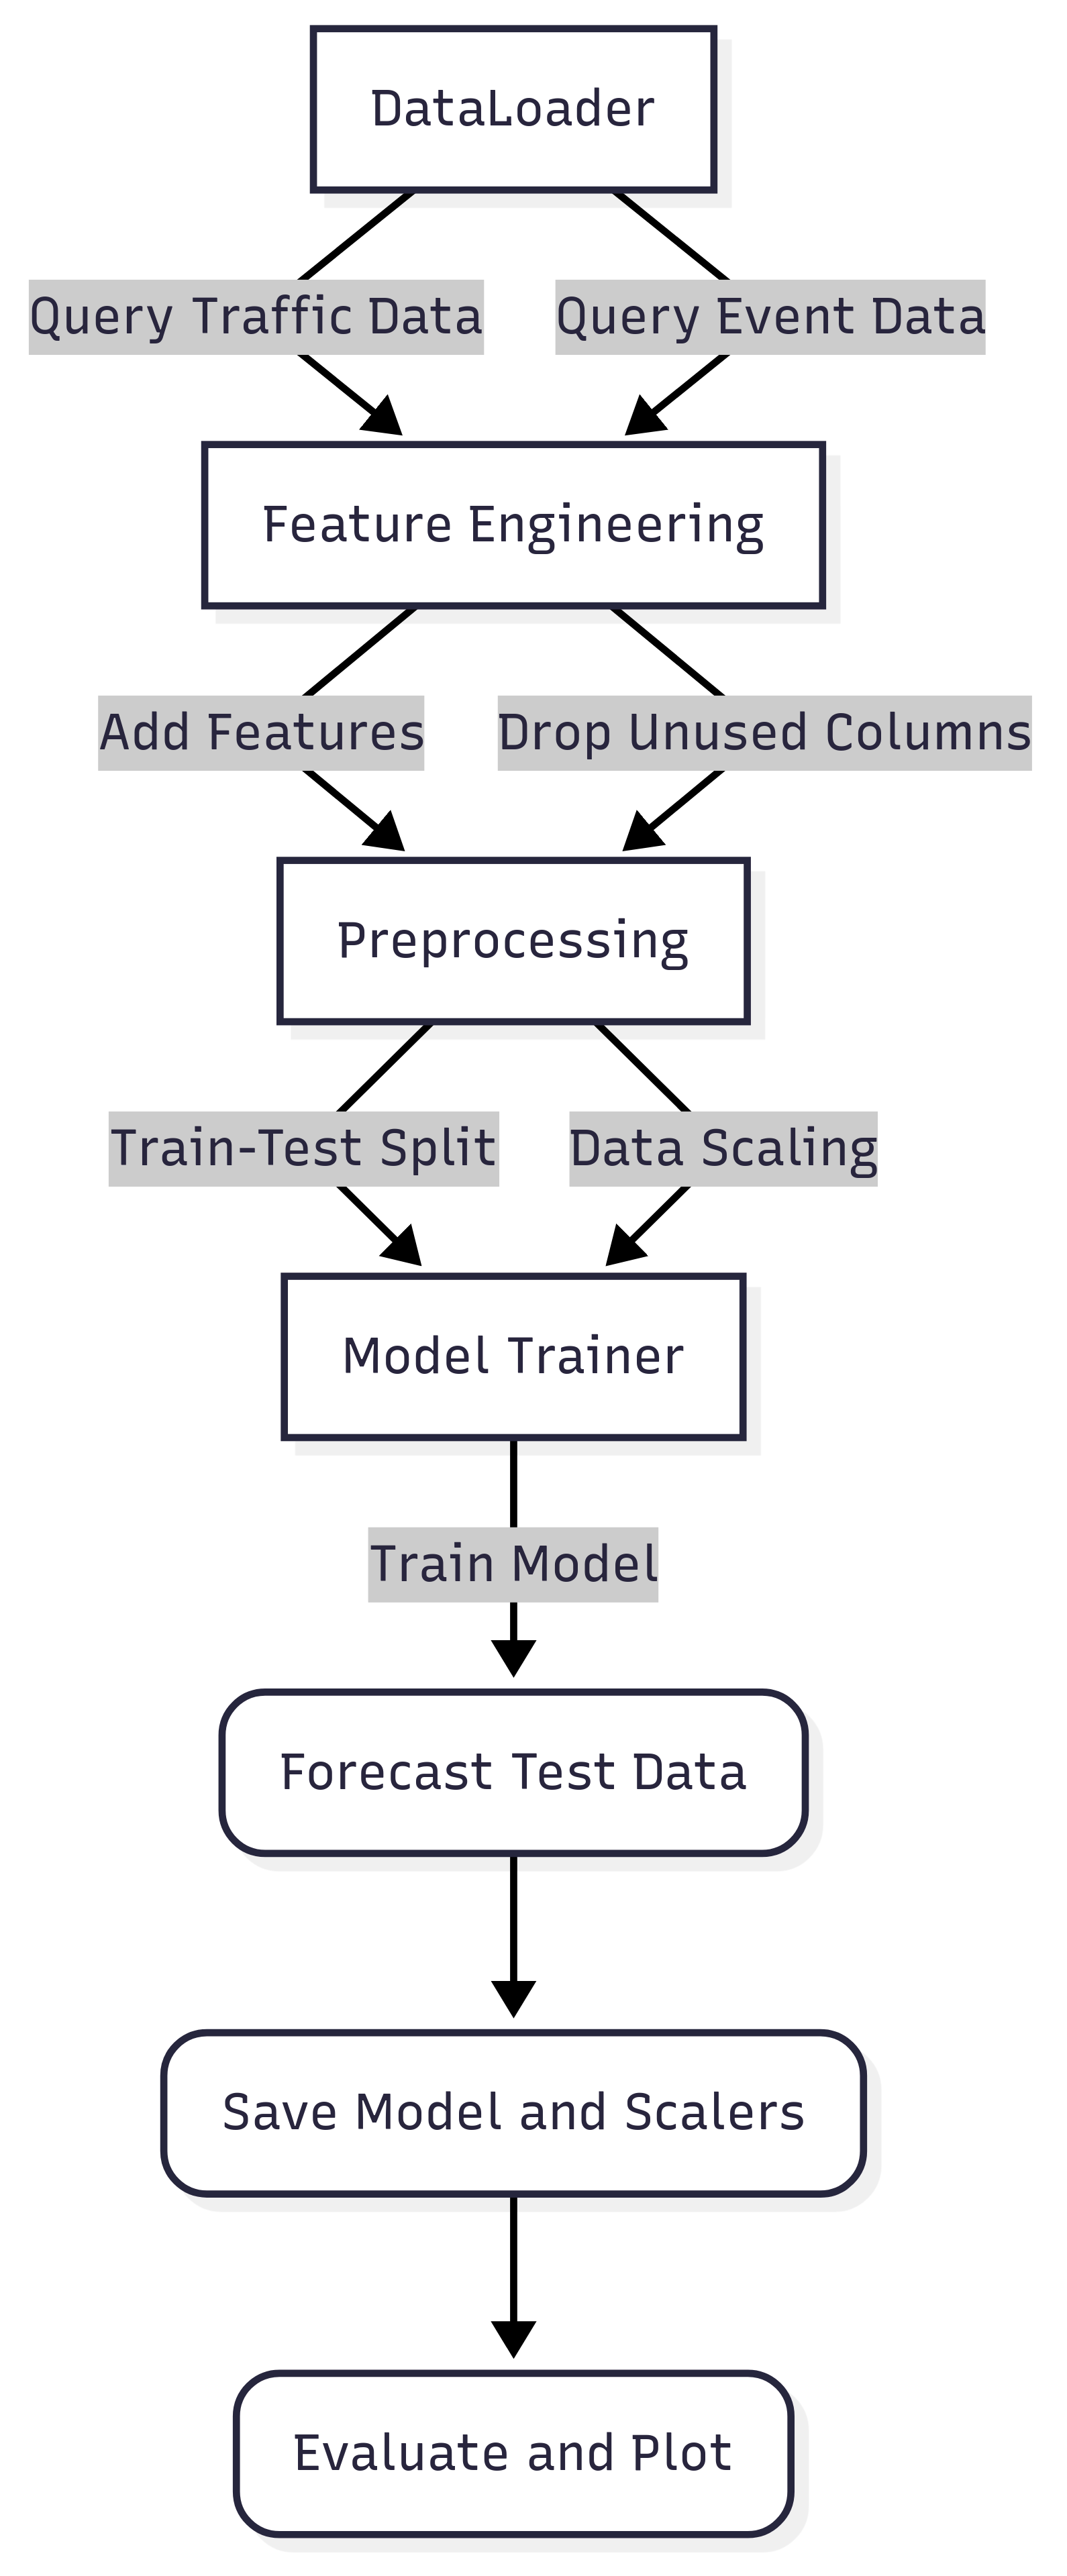 DataLoader
Query Traffic Data
Query Event Data
Feature Engineering
Add Features
Drop Unused Columns
Preprocessing
Train-Test Split
Data Scaling
Model Trainer
Train Model
Forecast Test Data
Save Model and Scalers
Evaluate and Plot